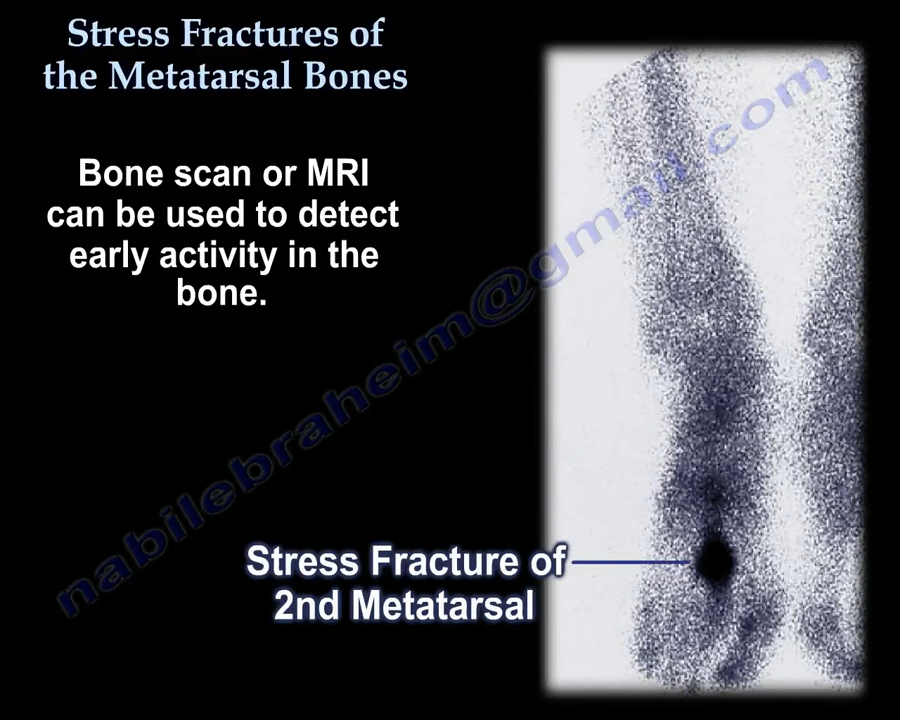 Stress Fractures of
the Metatarsal Bones
Bone scan or MRI
can be used to detect
early activity in the
bone.
nabilebraheim@gmail.com
Stress Fracture of
2nd Metatarsal